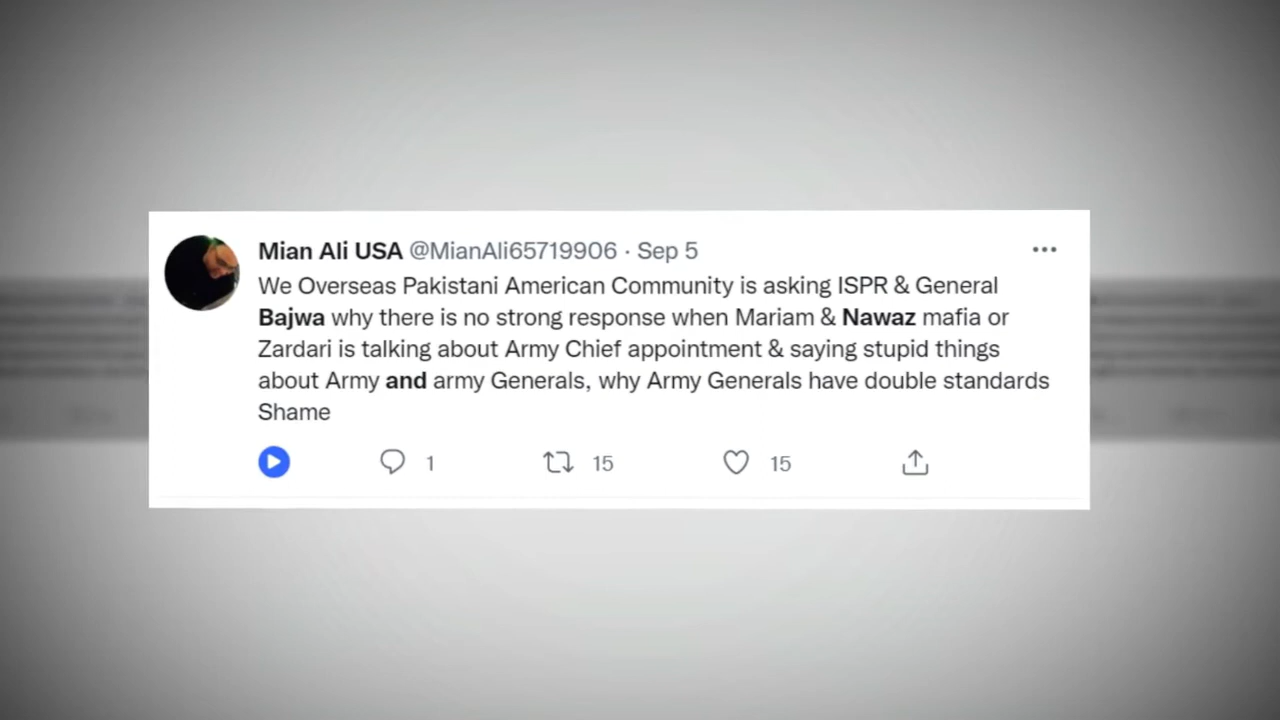 Mian Ali USA @MianAli65719906 · Sep 5
We Overseas Pakistani American Community is asking ISPR & General
Bajwa why there is no strong response when Mariam & Nawaz mafia or
Zardari is talking about Army Chief appointment & saying stupid things
about Army and army Generals, why Army Generals have double standards
Shame
1 15 15